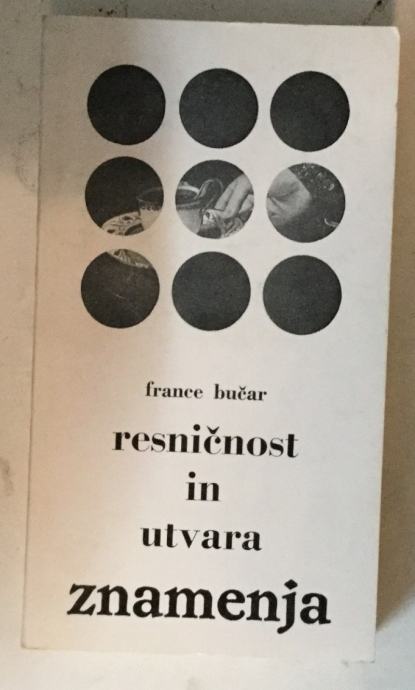 france bučar
resničnost
in
utvara
znamenja